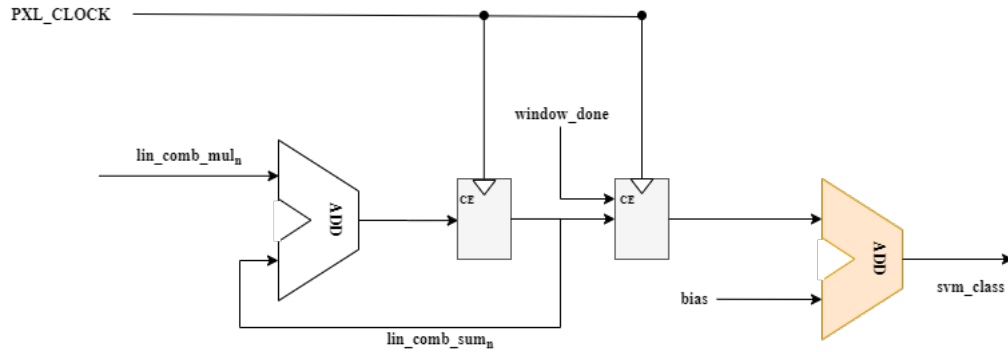 PXL_CLOCK
window_done
lin_comb_mulₙ
CE
CE
ADD
ADD
bias
svm_class
lin_comb_sumₙ